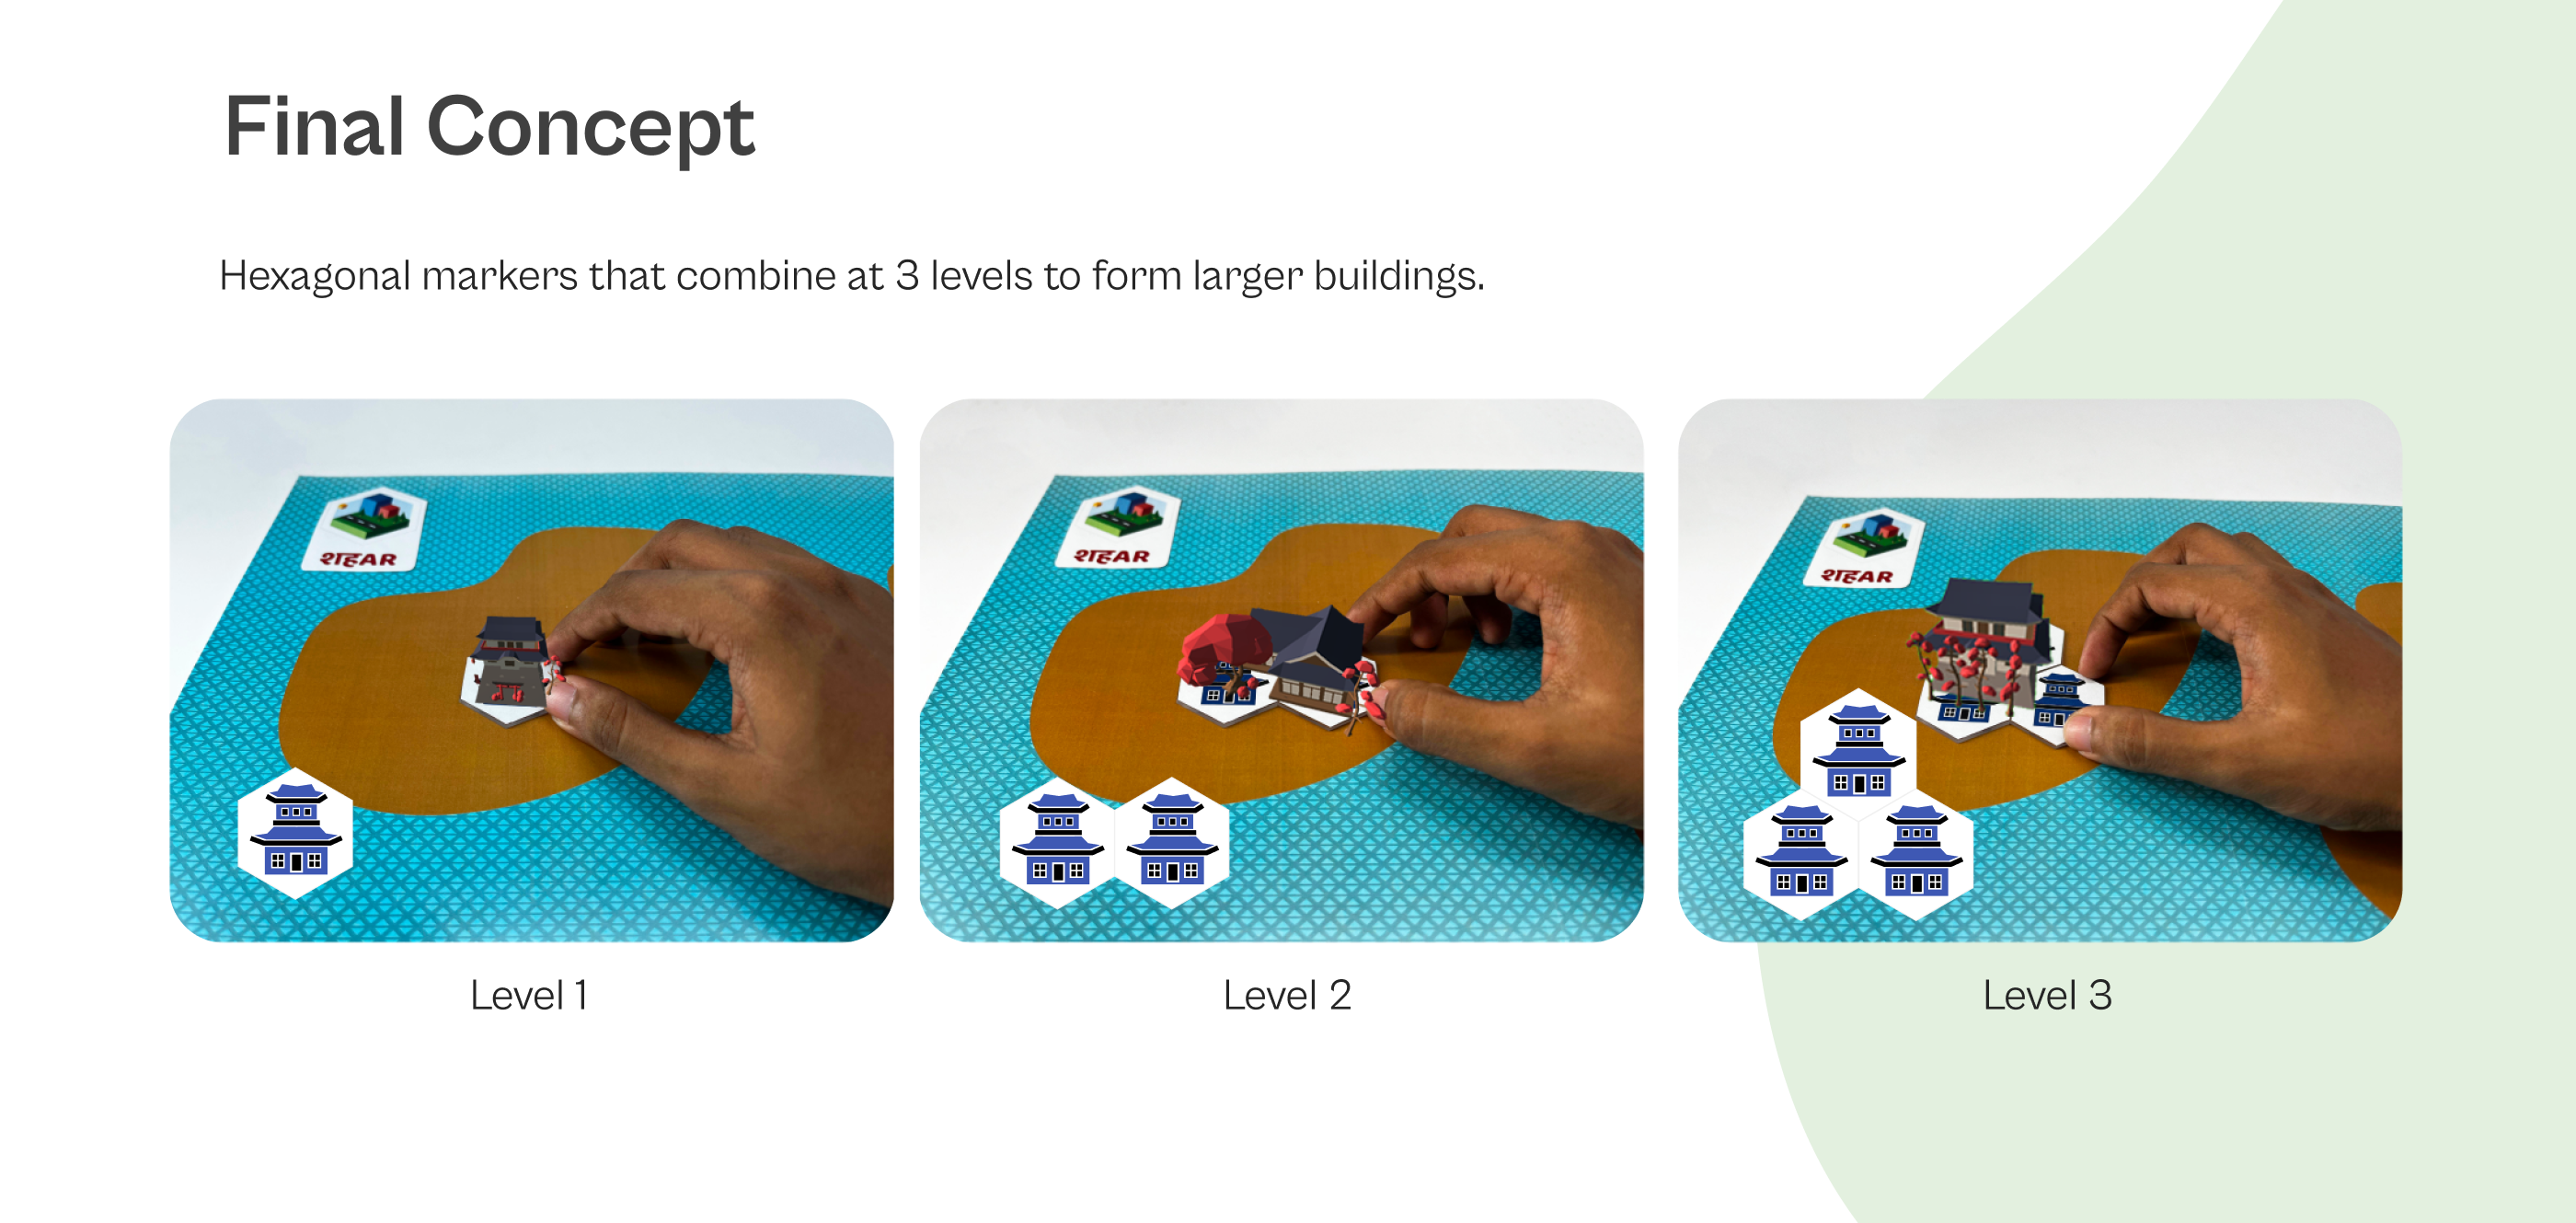 Final Concept
Hexagonal markers that combine at 3 levels to form larger buildings.
शहAR
शहAR
शहAR
Level 1
Level 2
Level 3